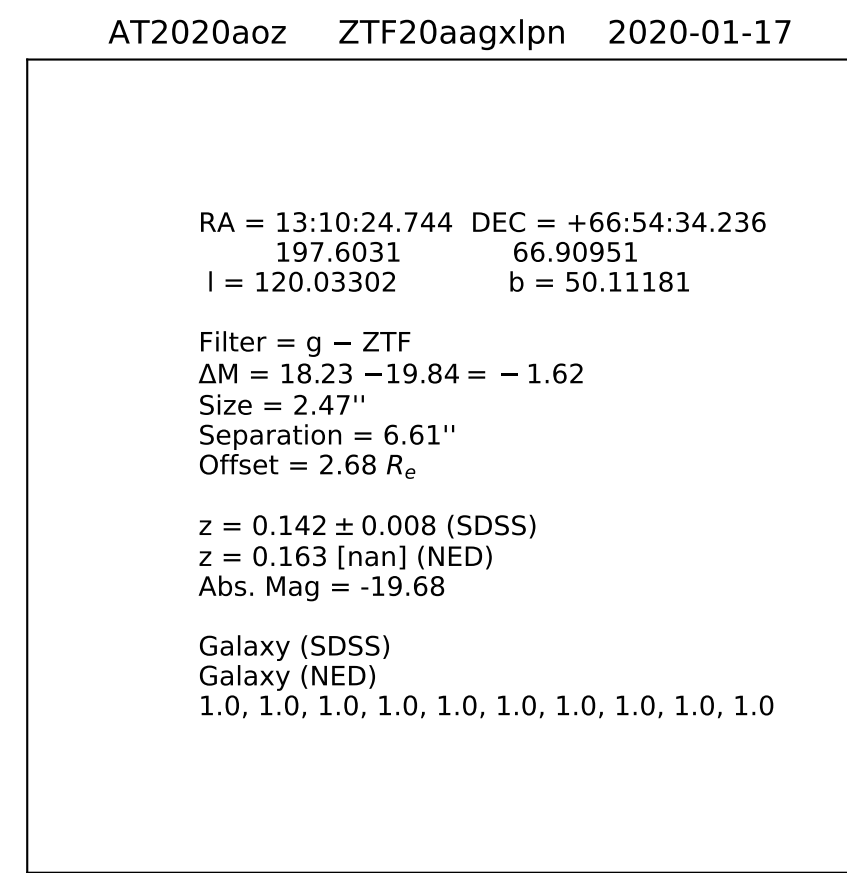 AT2020aoz ZTF20aagxlpn 2020-01-17
RA = 13:10:24.744 DEC = +66:54:34.236
197.6031 66.90951
l = 120.03302 b = 50.11181
Filter = g − ZTF
ΔM = 18.23 −19.84 = − 1.62
Size = 2.47''
Separation = 6.61''
Offset = 2.68 Rₑ
z = 0.142 ± 0.008 (SDSS)
z = 0.163 [nan] (NED)
Abs. Mag = -19.68
Galaxy (SDSS)
Galaxy (NED)
1.0, 1.0, 1.0, 1.0, 1.0, 1.0, 1.0, 1.0, 1.0, 1.0